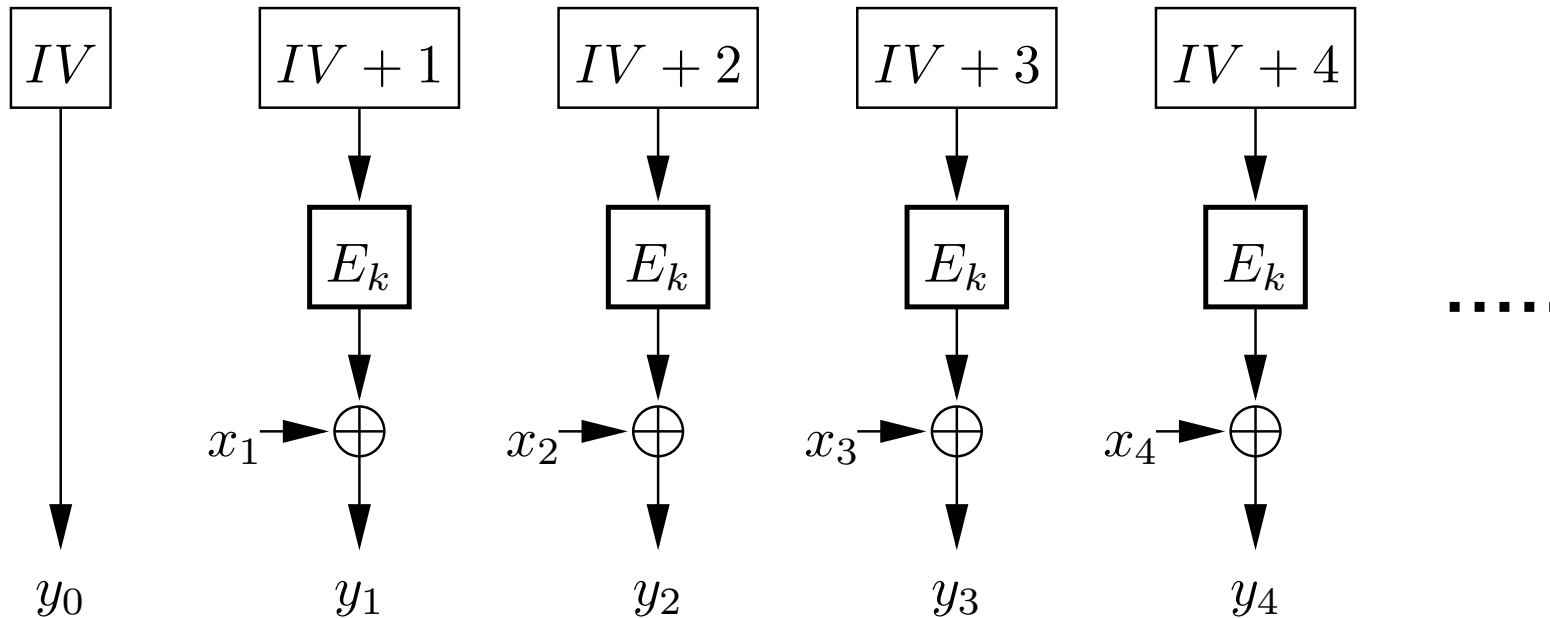 IV IV + 1 IV + 2 IV + 3 IV + 4
E_k E_k E_k E_k
.....
x_1 x_2 x_3 x_4
y_0 y_1 y_2 y_3 y_4